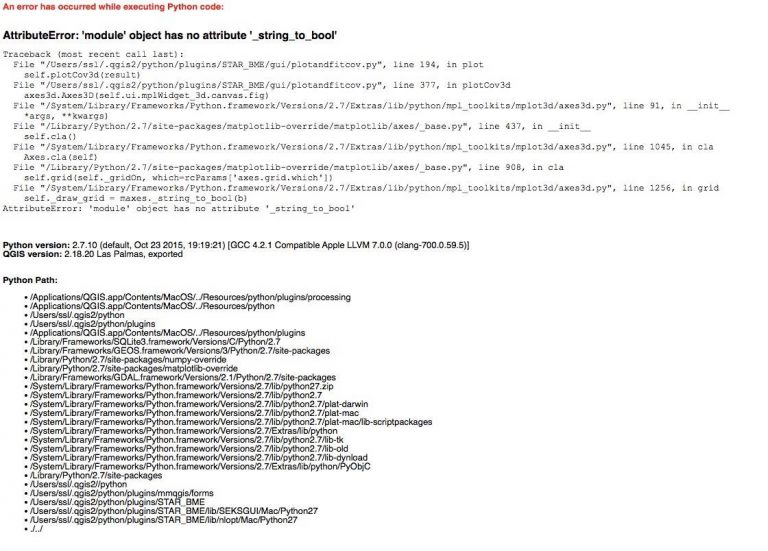 An error has occurred while executing Python code:
AttributeError: 'module' object has no attribute '_string_to_bool'
Traceback (most recent call last):
File "/Users/ssl/.qgis2/python/plugins/STAR_BME/gui/plotandfitcov.py", line 194, in plot
self.plotCov3d(result)
File "/Users/ssl/.qgis2/python/plugins/STAR_BME/gui/plotandfitcov.py", line 377, in plotCov3d
axes3d.Axes3D(self.ui.mplWidget_3d.canvas.fig)
File "/System/Library/Frameworks/Python.framework/Versions/2.7/Extras/lib/python/mpl_toolkits/mplot3d/axes3d.py", line 91, in __init__
*args, **kwargs)
File "/Library/Python/2.7/site-packages/matplotlib-override/matplotlib/axes/_base.py", line 437, in __init__
self.cla()
File "/System/Library/Frameworks/Python.framework/Versions/2.7/Extras/lib/python/mpl_toolkits/mplot3d/axes3d.py", line 1045, in cla
Axes.cla(self)
File "/Library/Python/2.7/site-packages/matplotlib-override/matplotlib/axes/_base.py", line 908, in cla
self.grid(self._gridOn, which=rcParams['axes.grid.which'])
File "/System/Library/Frameworks/Python.framework/Versions/2.7/Extras/lib/python/mpl_toolkits/mplot3d/axes3d.py", line 1256, in grid
self._draw_grid = maxes._string_to_bool(b)
AttributeError: 'module' object has no attribute '_string_to_bool'
Python version: 2.7.10 (default, Oct 23 2015, 19:19:21) [GCC 4.2.1 Compatible Apple LLVM 7.0.0 (clang-700.0.59.5)]
QGIS version: 2.18.20 Las Palmas, exported
Python Path:
• /Applications/QGIS.app/Contents/MacOS/../Resources/python/plugins/processing
• /Applications/QGIS.app/Contents/MacOS/../Resources/python
• /Users/ssl/.qgis2/python
• /Users/ssl/.qgis2/python/plugins
• /Applications/QGIS.app/Contents/MacOS/../Resources/python/plugins
• /Library/Frameworks/SQLite3.framework/Versions/C/Python/2.7
• /Library/Frameworks/GEOS.framework/Versions/3/Python/2.7/site-packages
• /Library/Python/2.7/site-packages/numpy-override
• /Library/Python/2.7/site-packages/matplotlib-override
• /Library/Frameworks/GDAL.framework/Versions/2.1/Python/2.7/site-packages
• /System/Library/Frameworks/Python.framework/Versions/2.7/lib/python27.zip
• /System/Library/Frameworks/Python.framework/Versions/2.7/lib/python2.7
• /System/Library/Frameworks/Python.framework/Versions/2.7/lib/python2.7/plat-darwin
• /System/Library/Frameworks/Python.framework/Versions/2.7/lib/python2.7/plat-mac
• /System/Library/Frameworks/Python.framework/Versions/2.7/lib/python2.7/plat-mac/lib-scriptpackages
• /System/Library/Frameworks/Python.framework/Versions/2.7/Extras/lib/python
• /System/Library/Frameworks/Python.framework/Versions/2.7/lib/python2.7/lib-tk
• /System/Library/Frameworks/Python.framework/Versions/2.7/lib/python2.7/lib-old
• /System/Library/Frameworks/Python.framework/Versions/2.7/lib/python2.7/lib-dynload
• /System/Library/Frameworks/Python.framework/Versions/2.7/Extras/lib/python/PyObjC
• /Library/Python/2.7/site-packages
• /Users/ssl/.qgis2//python
• /Users/ssl/.qgis2/python/plugins/mmqgis/forms
• /Users/ssl/.qgis2/python/plugins/STAR_BME
• /Users/ssl/.qgis2/python/plugins/STAR_BME/lib/SEKSGUI/Mac/Python27
• /Users/ssl/.qgis2/python/plugins/STAR_BME/lib/nlopt/Mac/Python27
• ./../